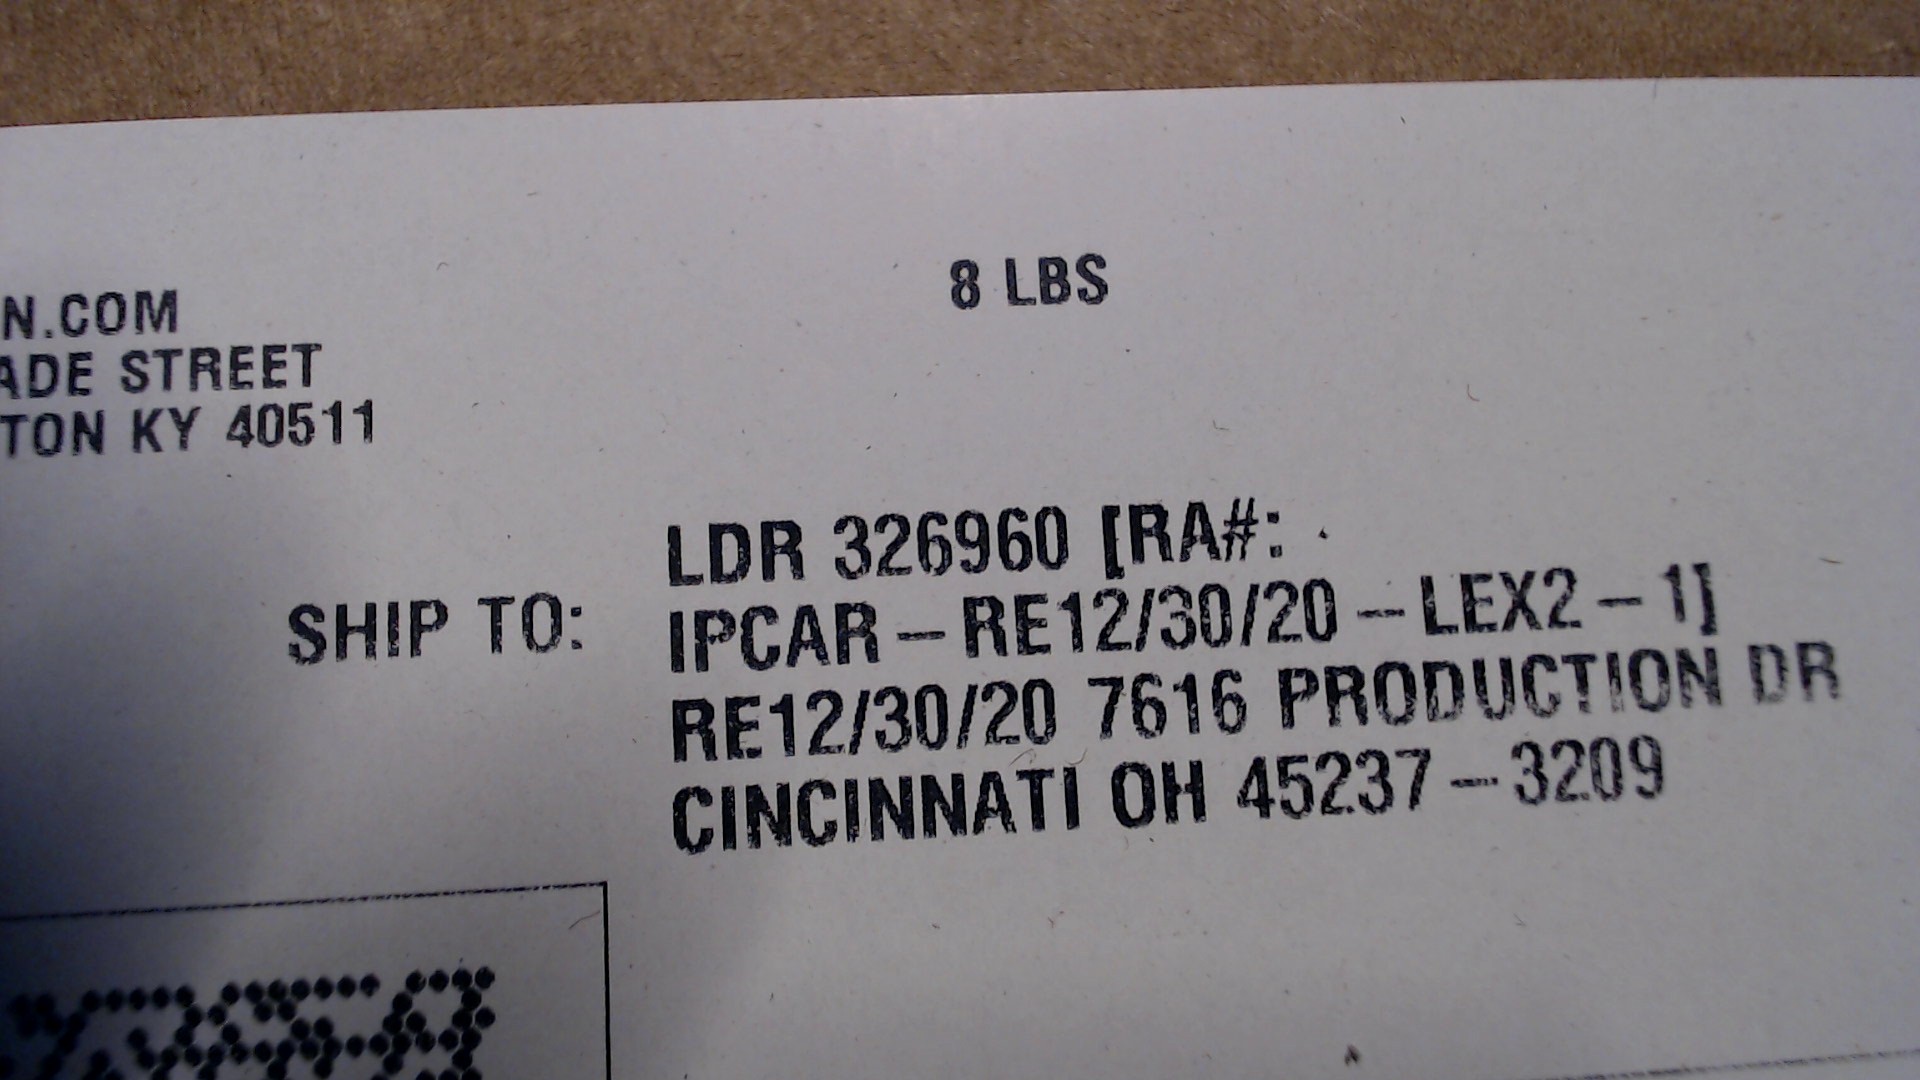 8 LBS
N.COM
ADE STREET
TON KY 40511
SHIP TO:
LDR 326960 [RA#:
IPCAR-RE12/30/20-LEX2-1]
RE12/30/20 7616 PRODUCTION DR
CINCINNATI OH 45237-3209